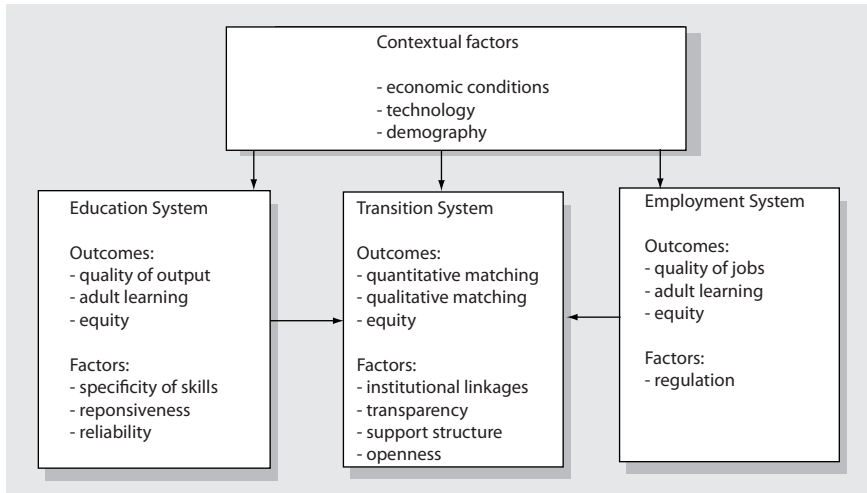 Contextual factors
- economic conditions
- technology
- demography
Education System
Outcomes:
- quality of output
- adult learning
- equity
Factors:
- specificity of skills
- reponsiveness
- reliability
Transition System
Outcomes:
- quantitative matching
- qualitative matching
- equity
Factors:
- institutional linkages
- transparency
- support structure
- openness
Employment System
Outcomes:
- quality of jobs
- adult learning
- equity
Factors:
- regulation